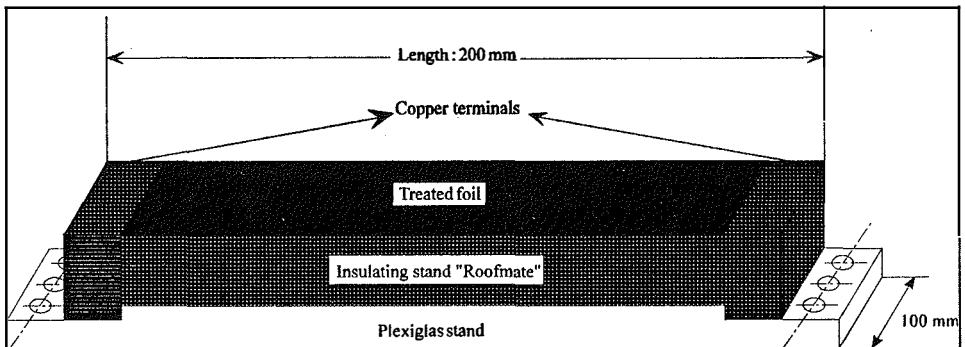 Length: 200 mm
Copper terminals
Treated foil
Insulating stand "Roofmate"
Plexiglas stand
100 mm